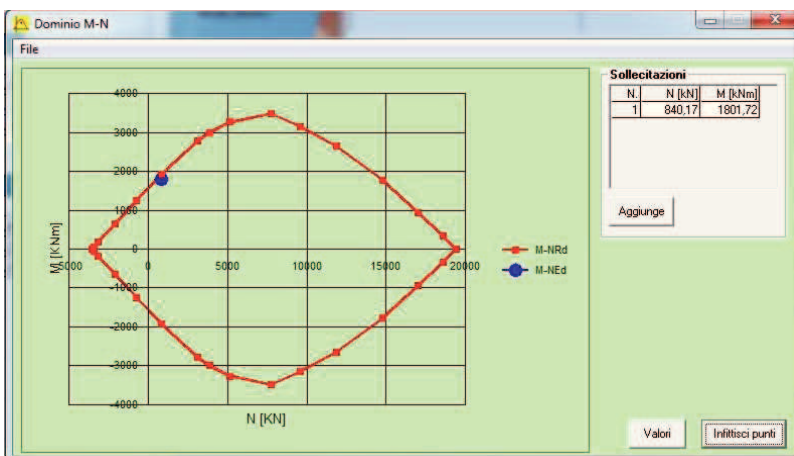 Dominio M-N
File
4000
3000
2000
1000
0
-1000
-2000
-3000
-4000
M [KNm]
-5000 0 5000 10000 15000 20000
N [KN]
M-NRd
M-NEd
Sollecitazioni
N. N [kN] M [kNm]
1 840,17 1801,72
Aggiunge
Valori
Infittisci punti